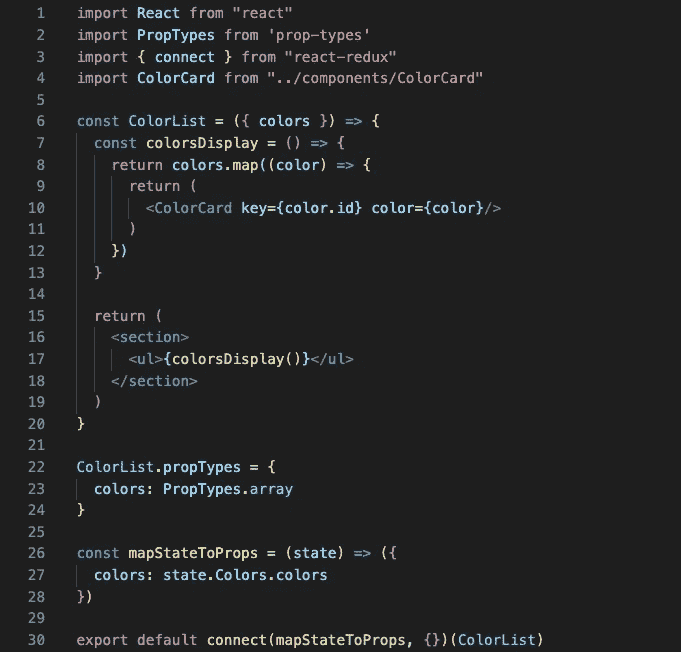 1 import React from "react"
2 import PropTypes from 'prop-types'
3 import { connect } from "react-redux"
4 import ColorCard from "../components/ColorCard"
5
6 const ColorList = ({ colors }) => {
7   const colorsDisplay = () => {
8     return colors.map((color) => {
9       return (
10         <ColorCard key={color.id} color={color}/>
11       )
12     })
13   }
14
15   return (
16     <section>
17       <ul>{colorsDisplay()}</ul>
18     </section>
19   )
20 }
21
22 ColorList.propTypes = {
23   colors: PropTypes.array
24 }
25
26 const mapStateToProps = (state) => ({
27   colors: state.Colors.colors
28 })
29
30 export default connect(mapStateToProps, {})(ColorList)